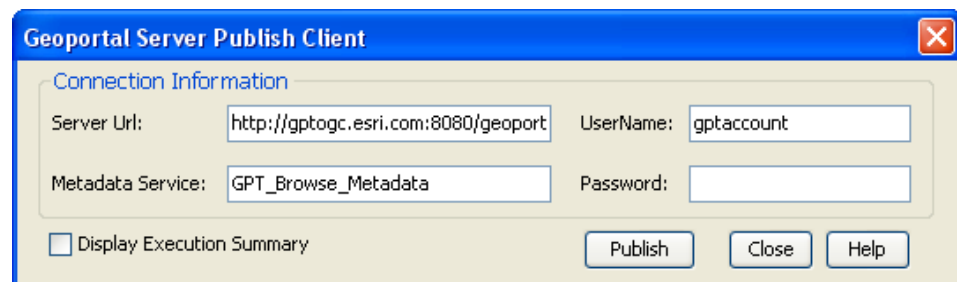 Geoportal Server Publish Client
Connection Information
Server Url: http://gptogc.esri.com:8080/geoport UserName: gptaccount
Metadata Service: GPT_Browse_Metadata Password:
Display Execution Summary Publish Close Help